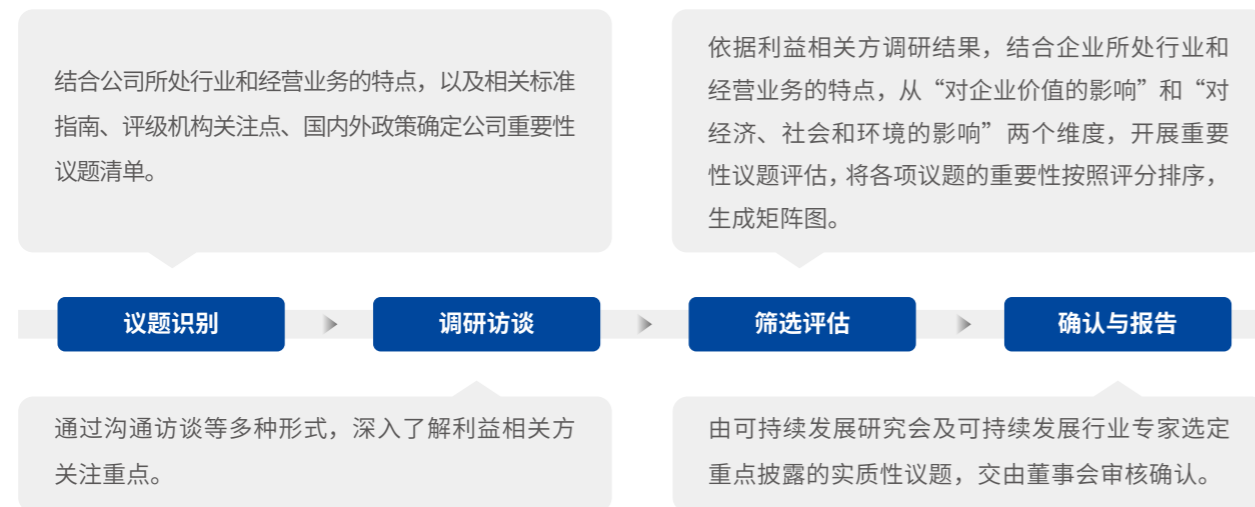 结合公司所处行业和经营业务的特点，以及相关标准
指南、评级机构关注点、国内外政策确定公司重要性
议题清单。
依据利益相关方调研结果，结合企业所处行业和
经营业务的特点，从“对企业价值的影响”和“对
经济、社会和环境的影响”两个维度，开展重要
性议题评估，将各项议题的重要性按照评分排序，
生成矩阵图。
议题识别
调研访谈
筛选评估
确认与报告
通过沟通访谈等多种形式，深入了解利益相关方
关注重点。
由可持续发展研究会及可持续发展行业专家选定
重点披露的实质性议题，交由董事会审核确认。